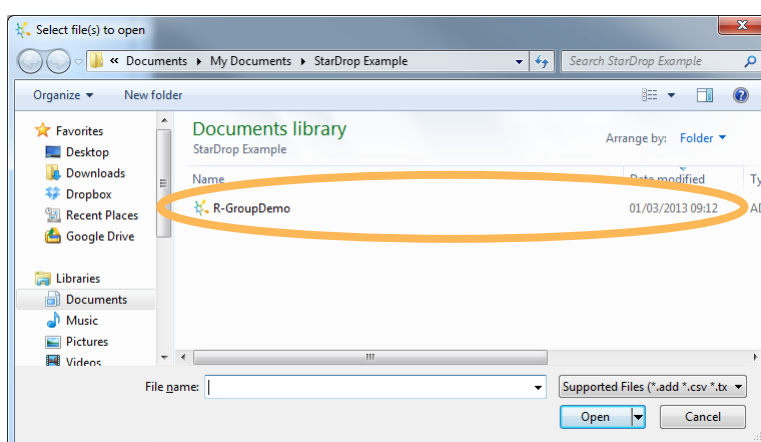 Select file(s) to open
« Documents ▸ My Documents ▸ StarDrop Example
Search StarDrop Example
Organize ▼ New folder
Favorites
Desktop
Downloads
Dropbox
Recent Places
Google Drive
Libraries
Documents
Music
Pictures
Videos
Documents library
StarDrop Example
Arrange by: Folder ▼
Name Date modified Ty
R-GroupDemo 01/03/2013 09:12 AD
File name: Supported Files (*.add *.csv *.tx
Open Cancel